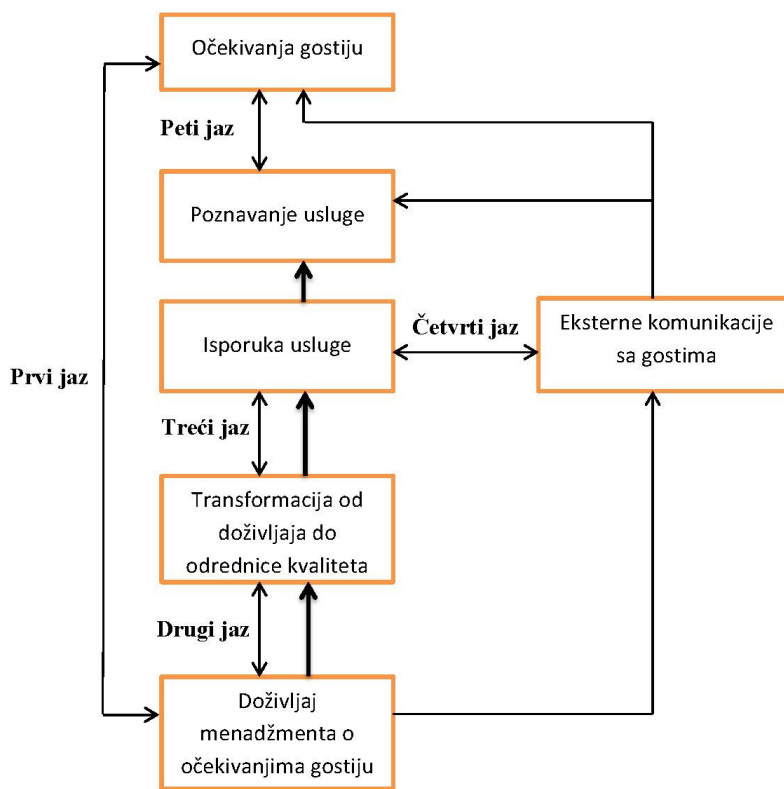 Očekivanja gostiju
Peti jaz
Poznavanje usluge
Četvrti jaz
Eksterne komunikacije
sa gostima
Isporuka usluge
Prvi jaz
Treći jaz
Transformacija od
doživljaja do
odrednice kvaliteta
Drugi jaz
Doživljaj
menadžmenta o
očekivanjima gostiju